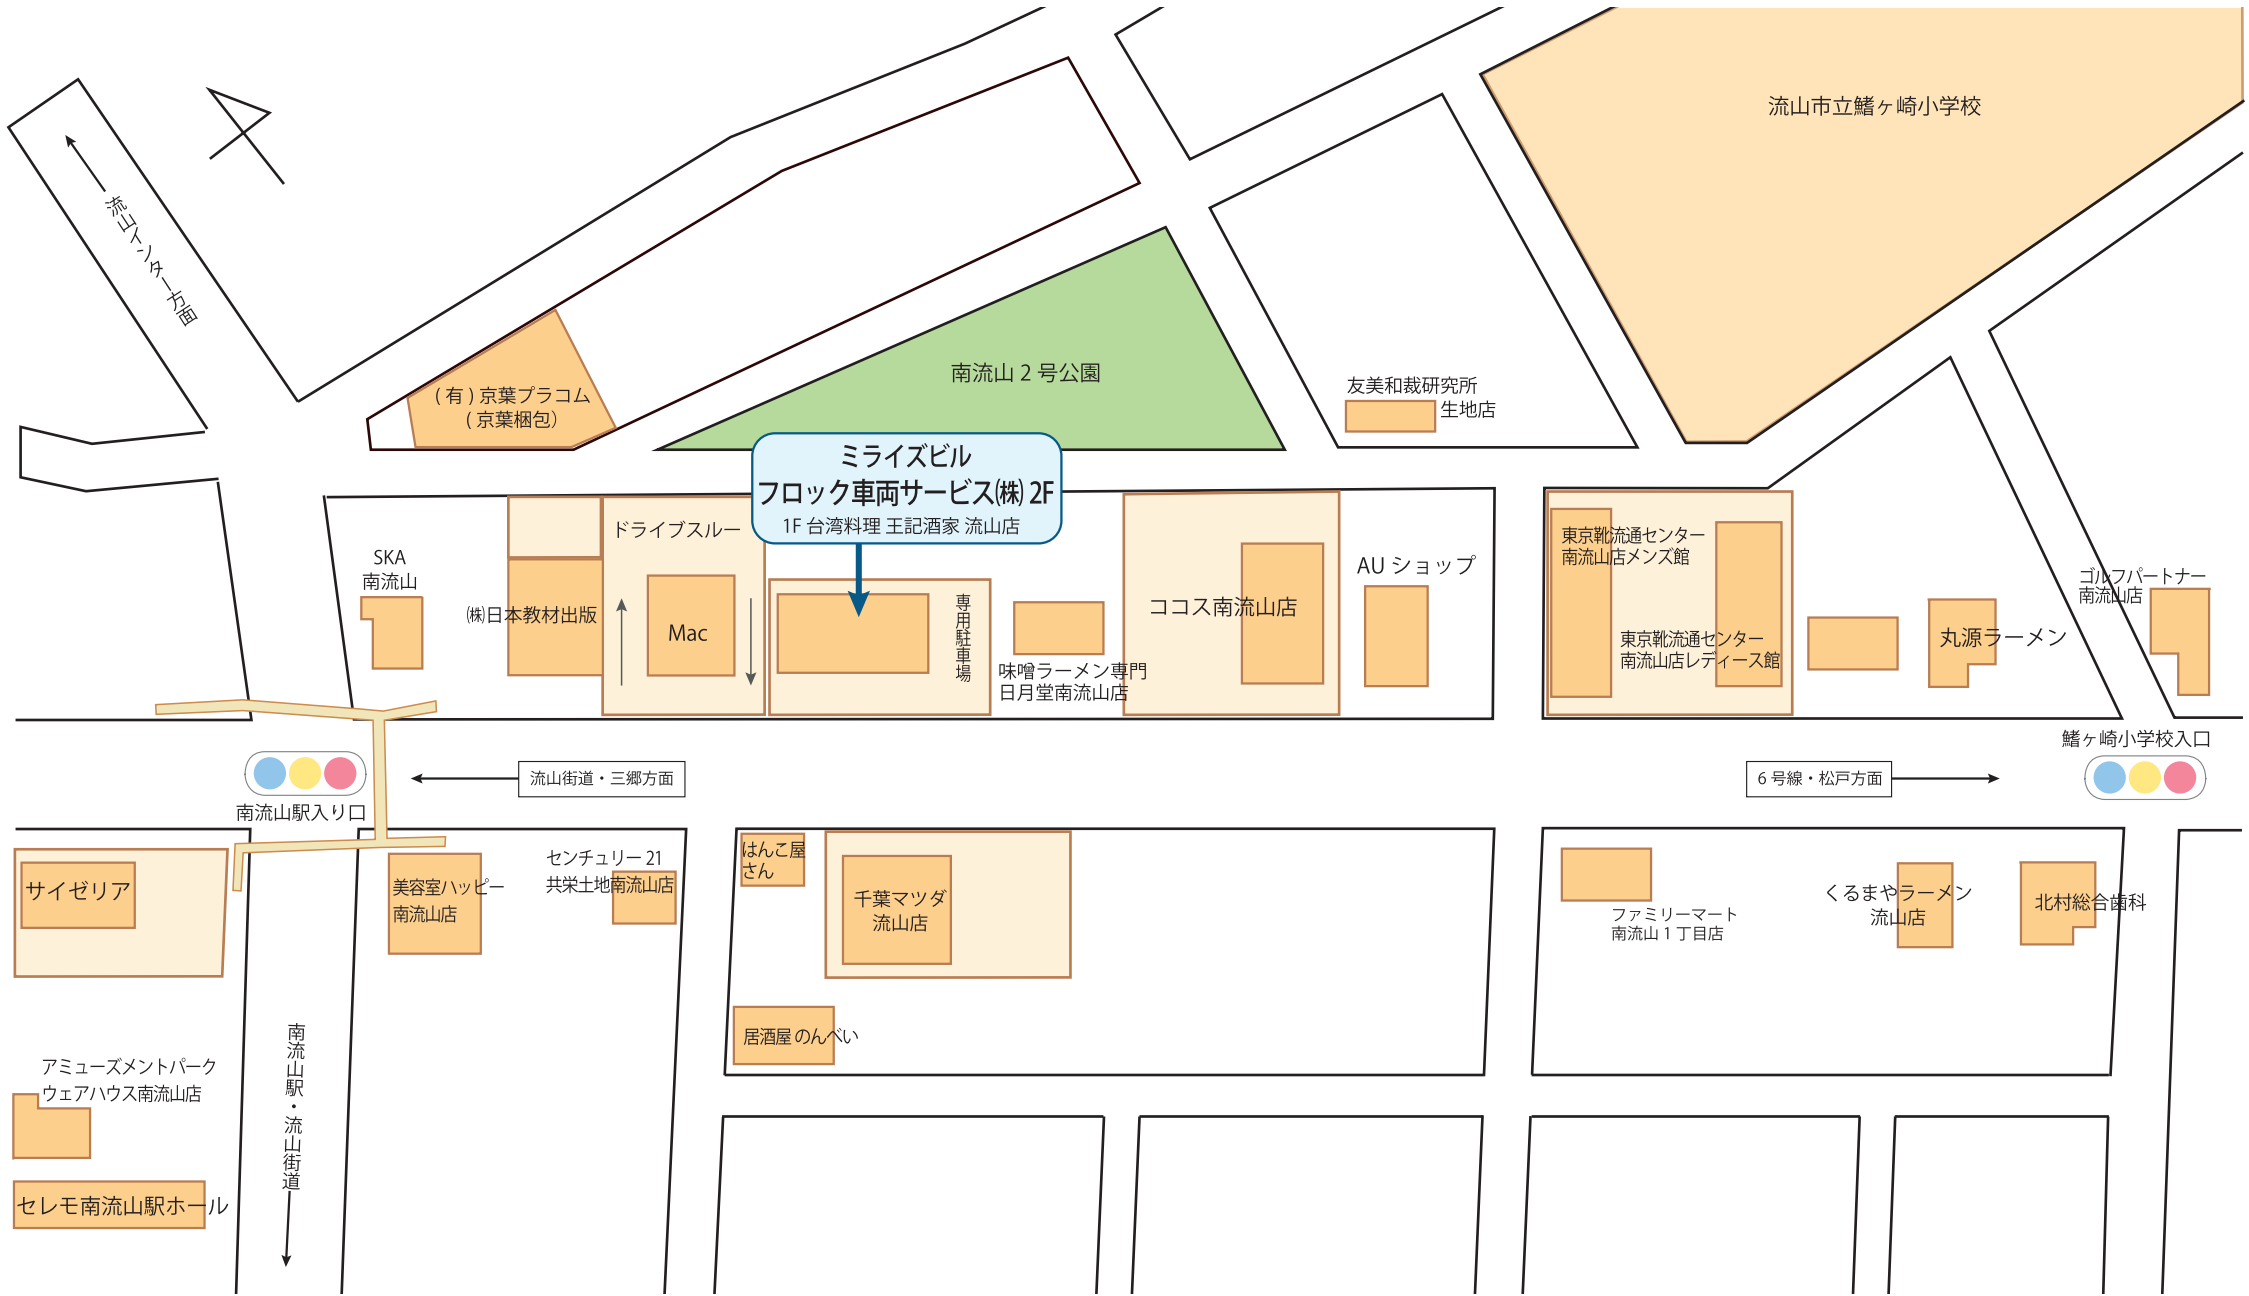 流山市立鰭ヶ崎小学校
流山インター方面
南流山 2 号公園
友美和裁研究所
生地店
( 有 ) 京葉プラコム
( 京葉梱包）
ミライズビル
フロック車両サービス㈱ 2F
1F 台湾料理 王記酒家 流山店
ドライブスルー
SKA
南流山
㈱日本教材出版
Mac
専用駐車場
味噌ラーメン専門
日月堂南流山店
ココス南流山店
AU ショップ
東京靴流通センター
南流山店メンズ館
東京靴流通センター
南流山店レディース館
丸源ラーメン
ゴルフパートナー
南流山店
鰭ヶ崎小学校入口
流山街道・三郷方面
6 号線・松戸方面
南流山駅入り口
サイゼリア
美容室ハッピー
南流山店
センチュリー 21
共栄土地南流山店
はんこ屋
さん
千葉マツダ
流山店
ファミリーマート
南流山 1 丁目店
くるまやラーメン
流山店
北村総合歯科
居酒屋 のんべい
南流山駅・流山街道
アミューズメントパーク
ウェアハウス南流山店
セレモ南流山駅ホール